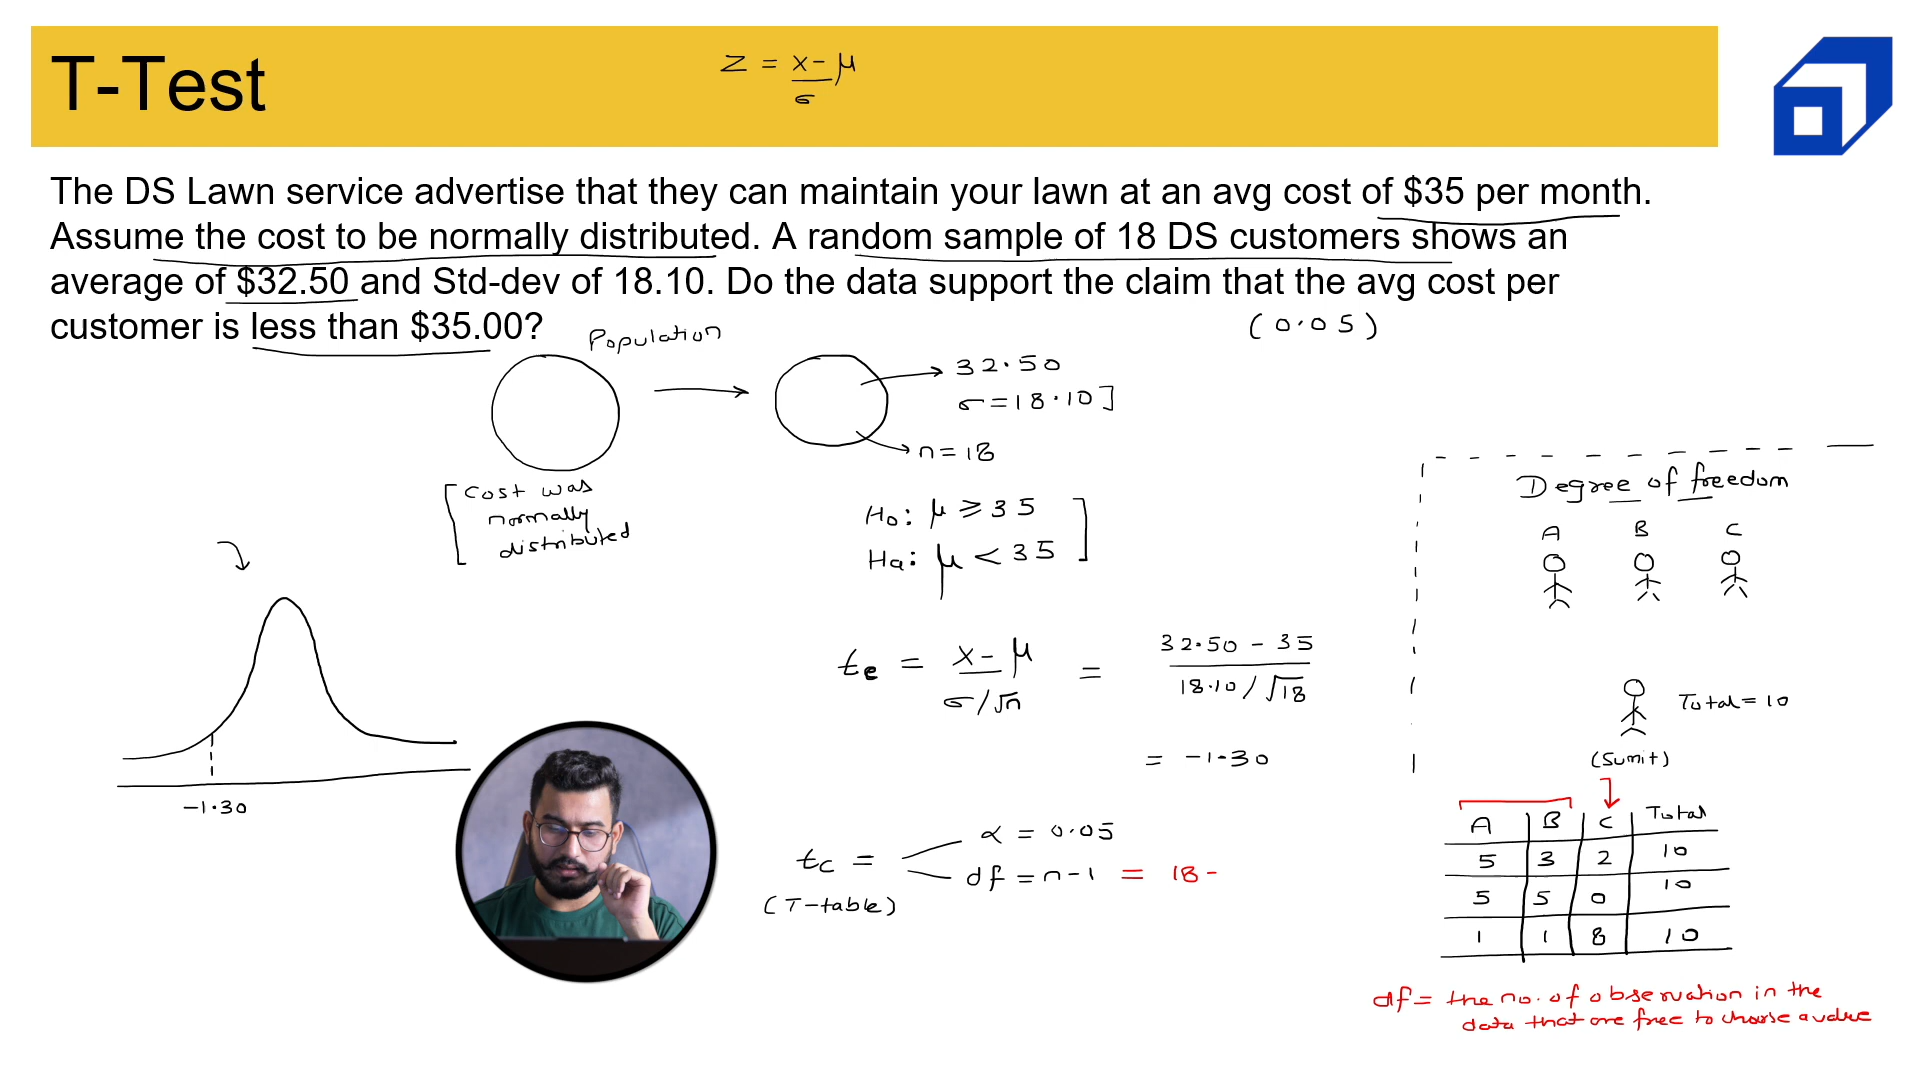 T-Test
z = x-μ
σ
The DS Lawn service advertise that they can maintain your lawn at an avg cost of $35 per month.
Assume the cost to be normally distributed. A random sample of 18 DS customers shows an
average of $32.50 and Std-dev of 18.10. Do the data support the claim that the avg cost per
customer is less than $35.00?
(0.05)
Population
32.50
σ=18.10]
n=18
[cost was
normally
distributed
H₀: μ ⩾ 35
Ha: μ < 35
-1.30
te = x-μ
σ/√n
= 32.50 - 35
18.10/√18
= -1.30
tc =
(T-table)
α = 0.05
df = n-1 = 18-
Degree of freedom
A B C
Total=10
(Sumit)
A B C Total
5 3 2 10
5 5 0 10
1 1 8 10
df= the no. of observation in the
data that are free to choose a value